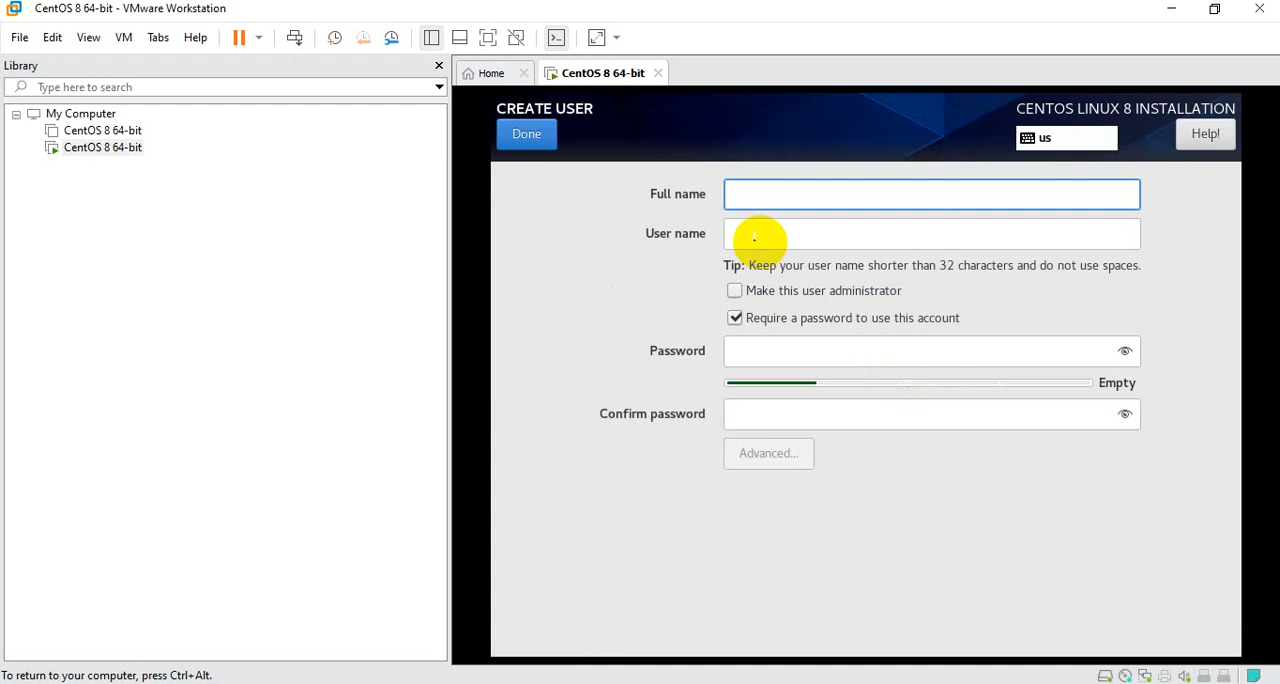 CentOS 8 64-bit - VMware Workstation
File Edit View VM Tabs Help
Library
Type here to search
My Computer
CentOS 8 64-bit
CentOS 8 64-bit
Home
CentOS 8 64-bit
CREATE USER
CENTOS LINUX 8 INSTALLATION
Done
us
Help!
Full name
User name
Tip: Keep your user name shorter than 32 characters and do not use spaces.
Make this user administrator
Require a password to use this account
Password
Empty
Confirm password
Advanced...
To return to your computer, press Ctrl+Alt.